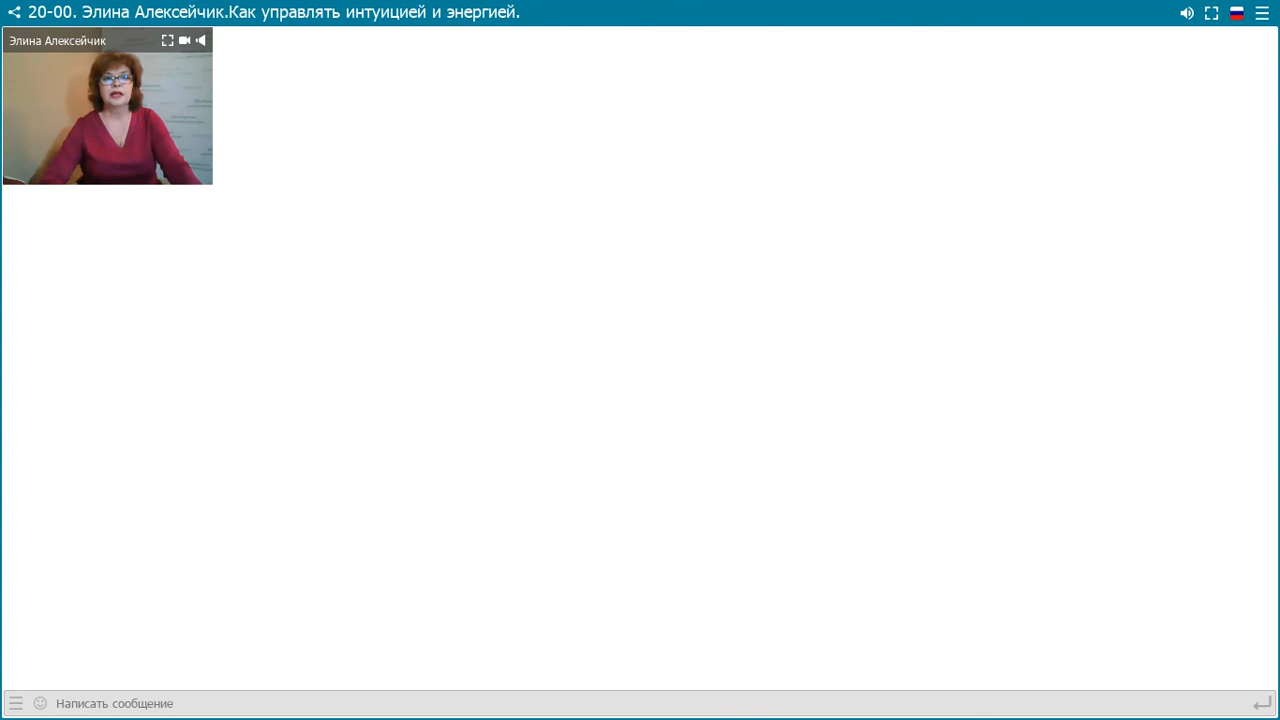 20-00. Элина Алексейчик.Как управлять интуицией и энергией.
Элина Алексейчик
Написать сообщение